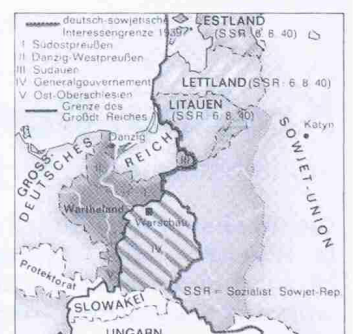 deutsch-sowjetische
Interessengrenze 1939
I Südostpreußen
II Danzig-Westpreußen
III Sudauen
IV Generalgouvernement
V Ost-Oberschlesien
Grenze des
Großdt. Reiches
ESTLAND
(SSR 6. 8. 40)
LETTLAND (SSR 6. 8. 40)
LITAUEN
(SSR 6. 8. 40)
Katyn
SOWJET-UNION
Danzig
GROSS-
DEUTSCHES REICH
III
Wartheland
Warschau
IV
Protektorat
SSR = Sozialist. Sowjet-Rep.
SLOWAKEI
UNGARN